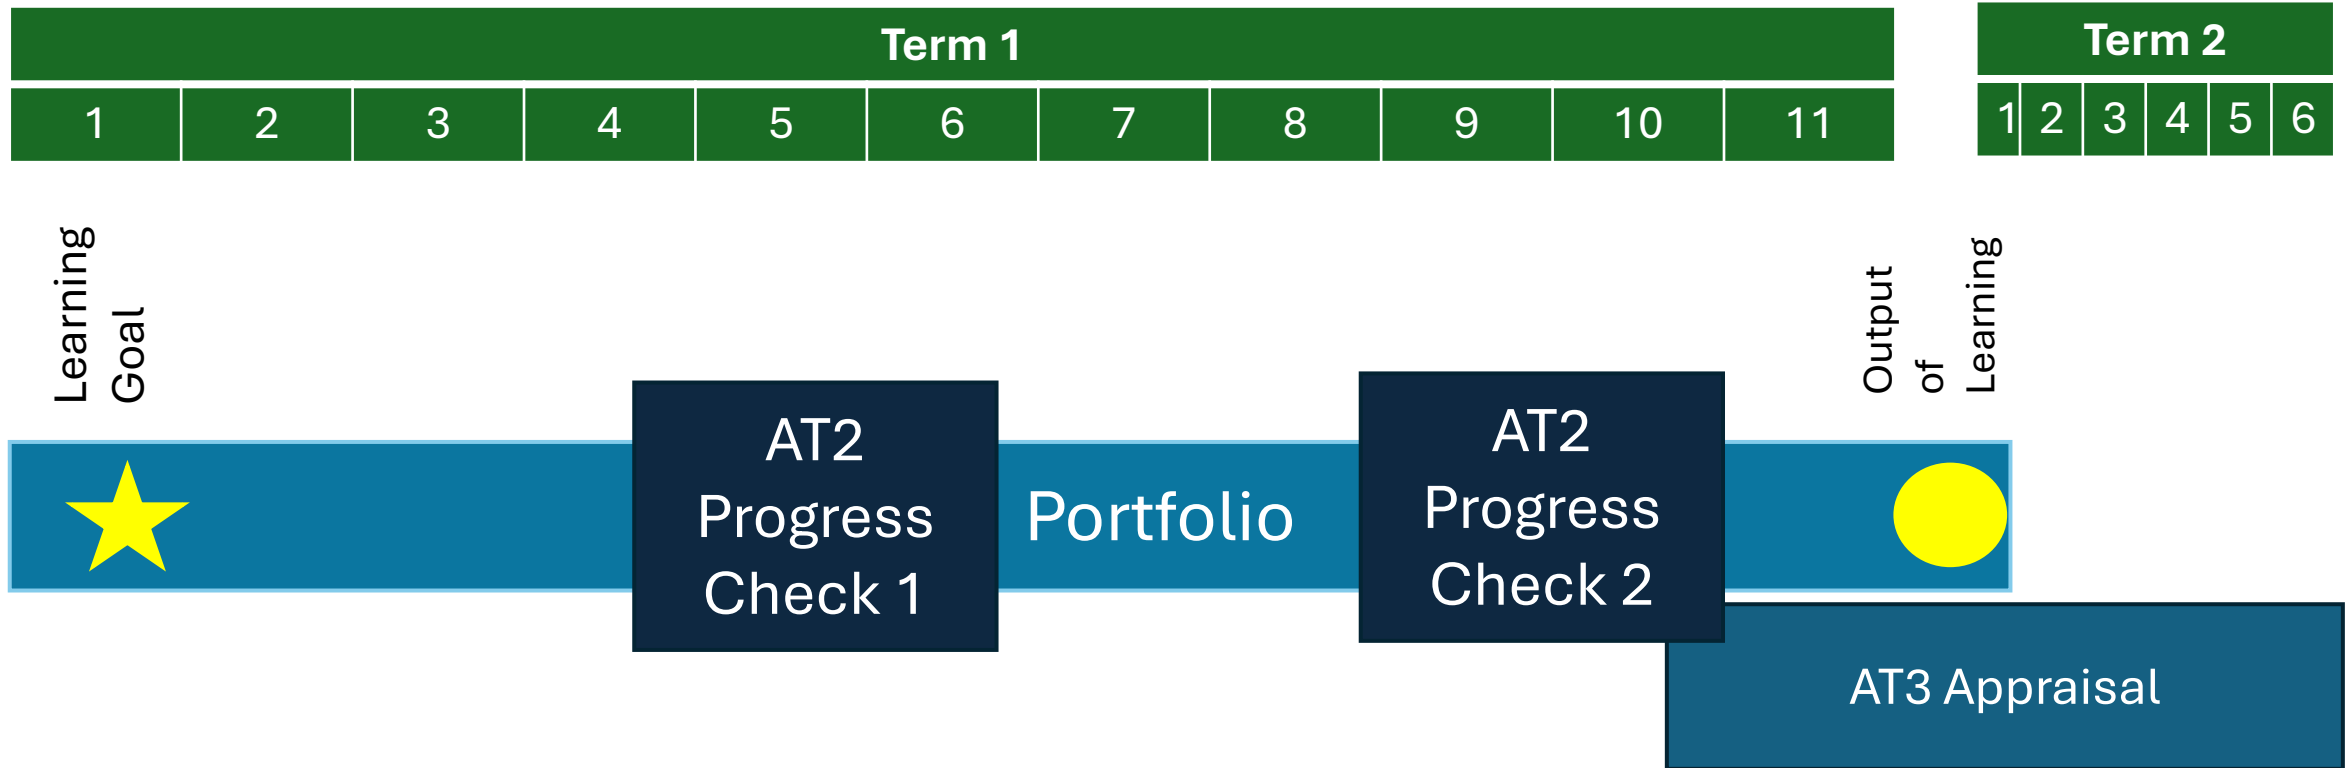 Term 1
Term 2
1 2 3 4 5 6 7 8 9 10 11
1 2 3 4 5 6
Learning
Goal
Output
of
Learning
AT2
Progress
Check 1
Portfolio
AT2
Progress
Check 2
AT3 Appraisal